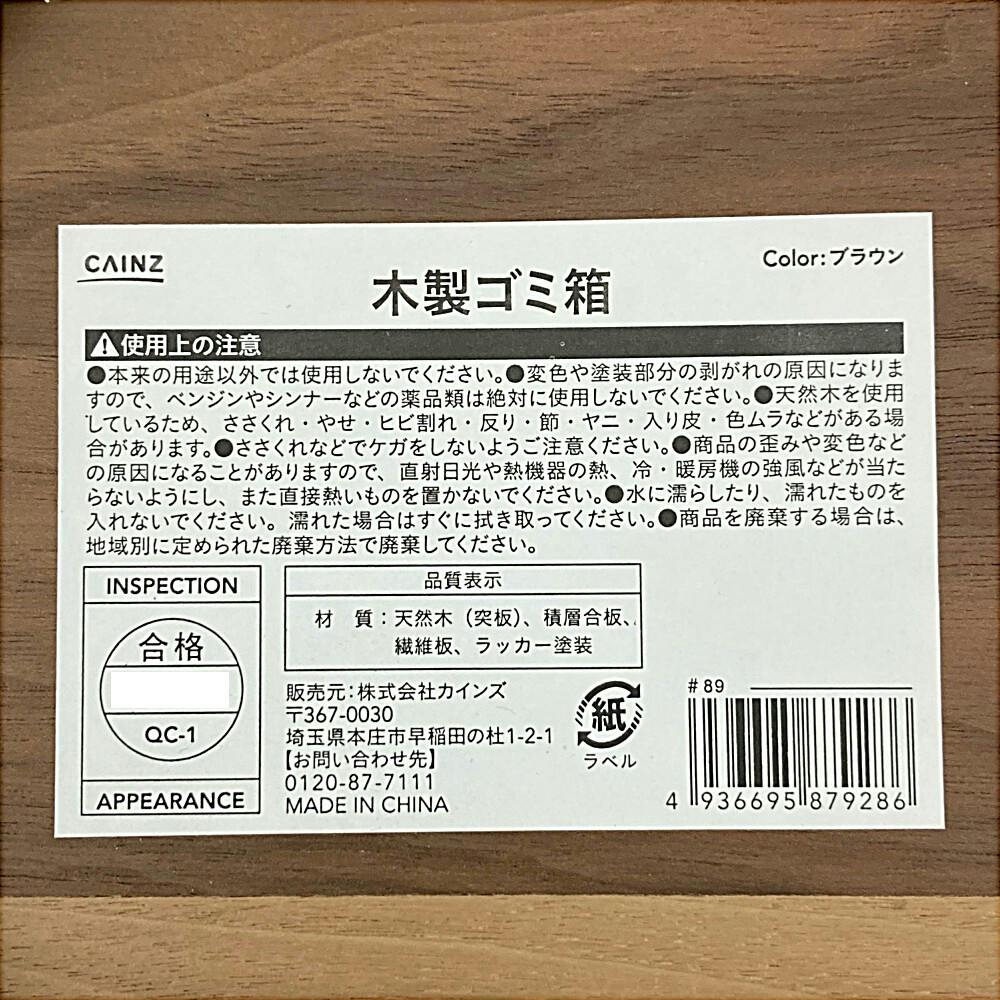 CAINZ
Color:ブラウン
木製ゴミ箱
使用上の注意
●本来の用途以外では使用しないでください。●変色や塗装部分の剥がれの原因になりま
すので、ベンジンやシンナーなどの薬品類は絶対に使用しないでください。●天然木を使用
しているため、ささくれ・やせ・ヒビ割れ・反り・節・ヤニ・入り皮・色ムラなどがある場
合があります。●ささくれなどでケガをしないようご注意ください。●商品の歪みや変色など
の原因になることがありますので、直射日光や熱機器の熱、冷・暖房機の強風などが当た
らないようにし、また直接熱いものを置かないでください。●水に濡らしたり、濡れたものを
入れないでください。濡れた場合はすぐに拭き取ってください。●商品を廃棄する場合は、
地域別に定められた廃棄方法で廃棄してください。
INSPECTION
合格
QC-1
APPEARANCE
品質表示
材 質：天然木（突板）、積層合板、
繊維板、ラッカー塗装
販売元：株式会社カインズ
〒367-0030
埼玉県本庄市早稲田の杜1-2-1
【お問い合わせ先】
0120-87-7111
MADE IN CHINA
紙
ラベル
#89
4 936695 879286